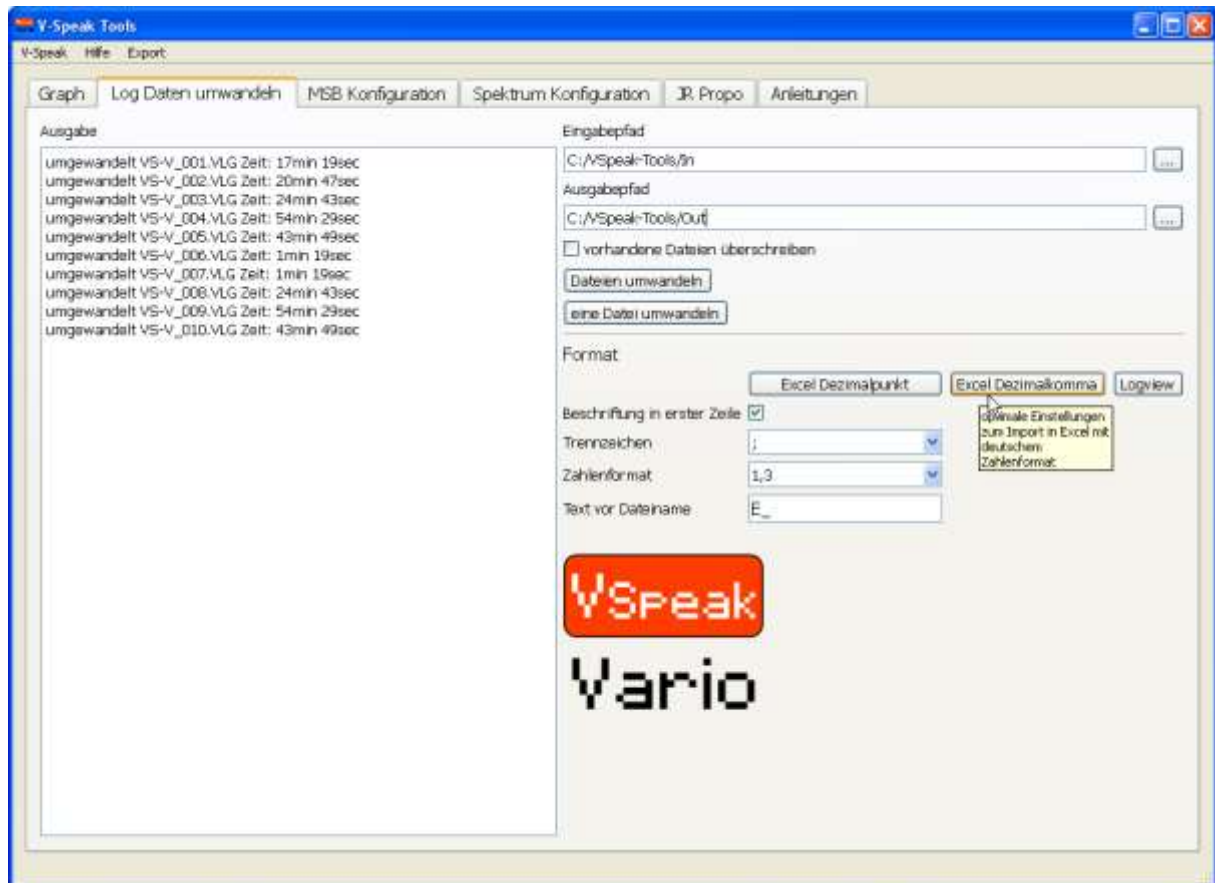 V-Speak Tools
V-Speak Hilfe Export
Graph Log Daten umwandeln MSB Konfiguration Spektrum Konfiguration JR Propo Anleitungen
Ausgabe
umgewandelt VS-V_001.VLG Zeit: 17min 19sec
umgewandelt VS-V_002.VLG Zeit: 20min 47sec
umgewandelt VS-V_003.VLG Zeit: 24min 43sec
umgewandelt VS-V_004.VLG Zeit: 54min 29sec
umgewandelt VS-V_005.VLG Zeit: 43min 49sec
umgewandelt VS-V_006.VLG Zeit: 1min 19sec
umgewandelt VS-V_007.VLG Zeit: 1min 19sec
umgewandelt VS-V_008.VLG Zeit: 24min 43sec
umgewandelt VS-V_009.VLG Zeit: 54min 29sec
umgewandelt VS-V_010.VLG Zeit: 43min 49sec
Eingabepfad
C:/VSpeak-Tools/In
...
Ausgabepfad
C:/VSpeak-Tools/Out
...
vorhandene Dateien überschreiben
Dateien umwandeln
eine Datei umwandeln
Format
Excel Dezimalpunkt Excel Dezimalkomma Logview
Beschriftung in erster Zeile
Trennzeichen ;
Zahlenformat 1,3
Text vor Dateiname E_
optimale Einstellungen
zum Import in Excel mit
deutschem
Zahlenformat
VSpeak
Vario